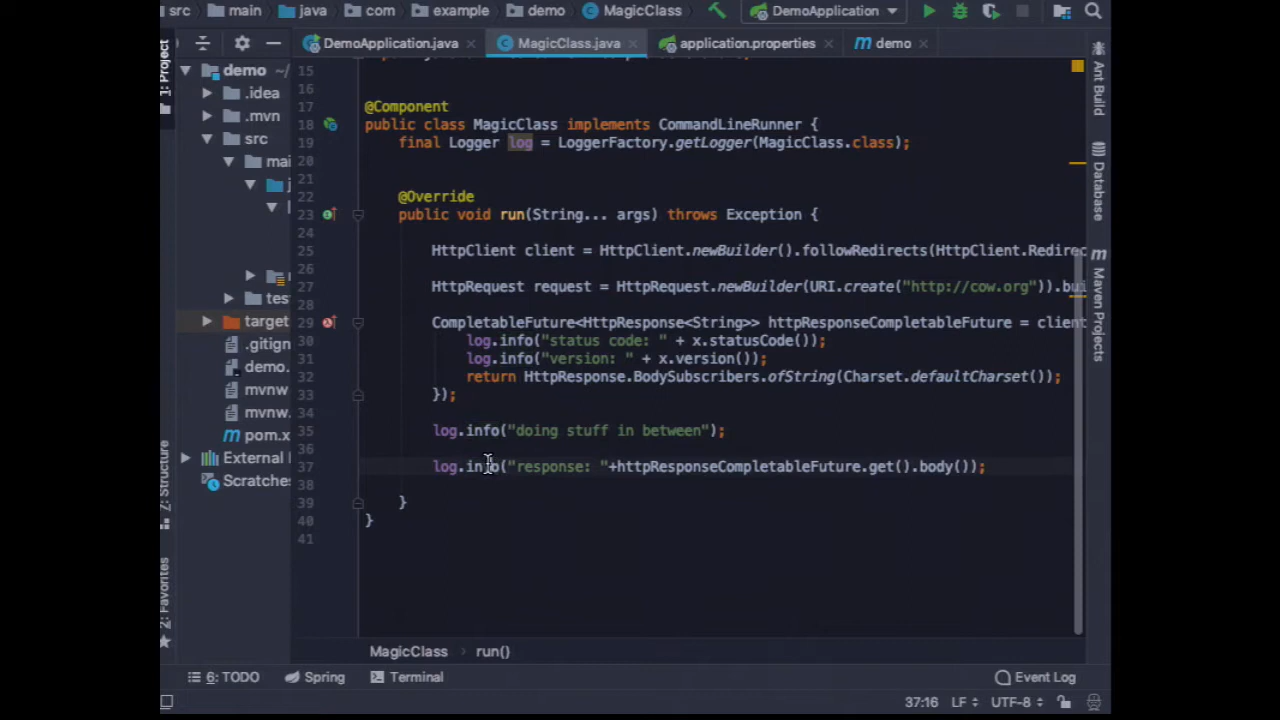 src main java com example demo MagicClass DemoApplication
1: Project
DemoApplication.java MagicClass.java application.properties demo
demo ~/
.idea
.mvn
src
mai
j
tes
target
.gitign
demo.
mvnw
mvnw.
pom.x
External
Scratches
15
16
17 @Component
18 public class MagicClass implements CommandLineRunner {
19 final Logger log = LoggerFactory.getLogger(MagicClass.class);
20
21
22 @Override
23 public void run(String... args) throws Exception {
24
25 HttpClient client = HttpClient.newBuilder().followRedirects(HttpClient.Redirec
26
27 HttpRequest request = HttpRequest.newBuilder(URI.create("http://cow.org")).bui
28
29 CompletableFuture<HttpResponse<String>> httpResponseCompletableFuture = client
30 log.info("status code: " + x.statusCode());
31 log.info("version: " + x.version());
32 return HttpResponse.BodySubscribers.ofString(Charset.defaultCharset());
33 });
34
35 log.info("doing stuff in between");
36
37 log.info("response: "+httpResponseCompletableFuture.get().body());
38
39 }
40 }
41
Ant Build
Database
Maven Projects
Z: Structure
2: Favorites
MagicClass › run()
6: TODO Spring Terminal Event Log
37:16 LF UTF-8